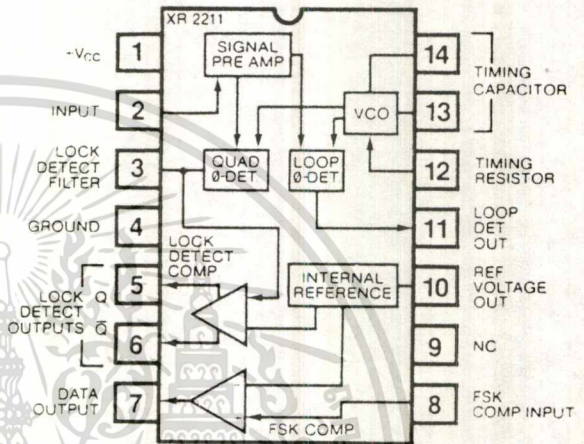 XR 2211
+VCC
1
INPUT
2
LOCK
DETECT
FILTER
3
GROUND
4
LOCK
DETECT
OUTPUTS
Q
5
Q̅
6
DATA
OUTPUT
7
SIGNAL
PRE AMP
VCO
QUAD
Ø-DET
LOOP
Ø-DET
LOCK
DETECT
COMP
INTERNAL
REFERENCE
FSK COMP
14
13
TIMING
CAPACITOR
12
TIMING
RESISTOR
11
LOOP
DET
OUT
10
REF
VOLTAGE
OUT
9
NC
8
FSK
COMP INPUT